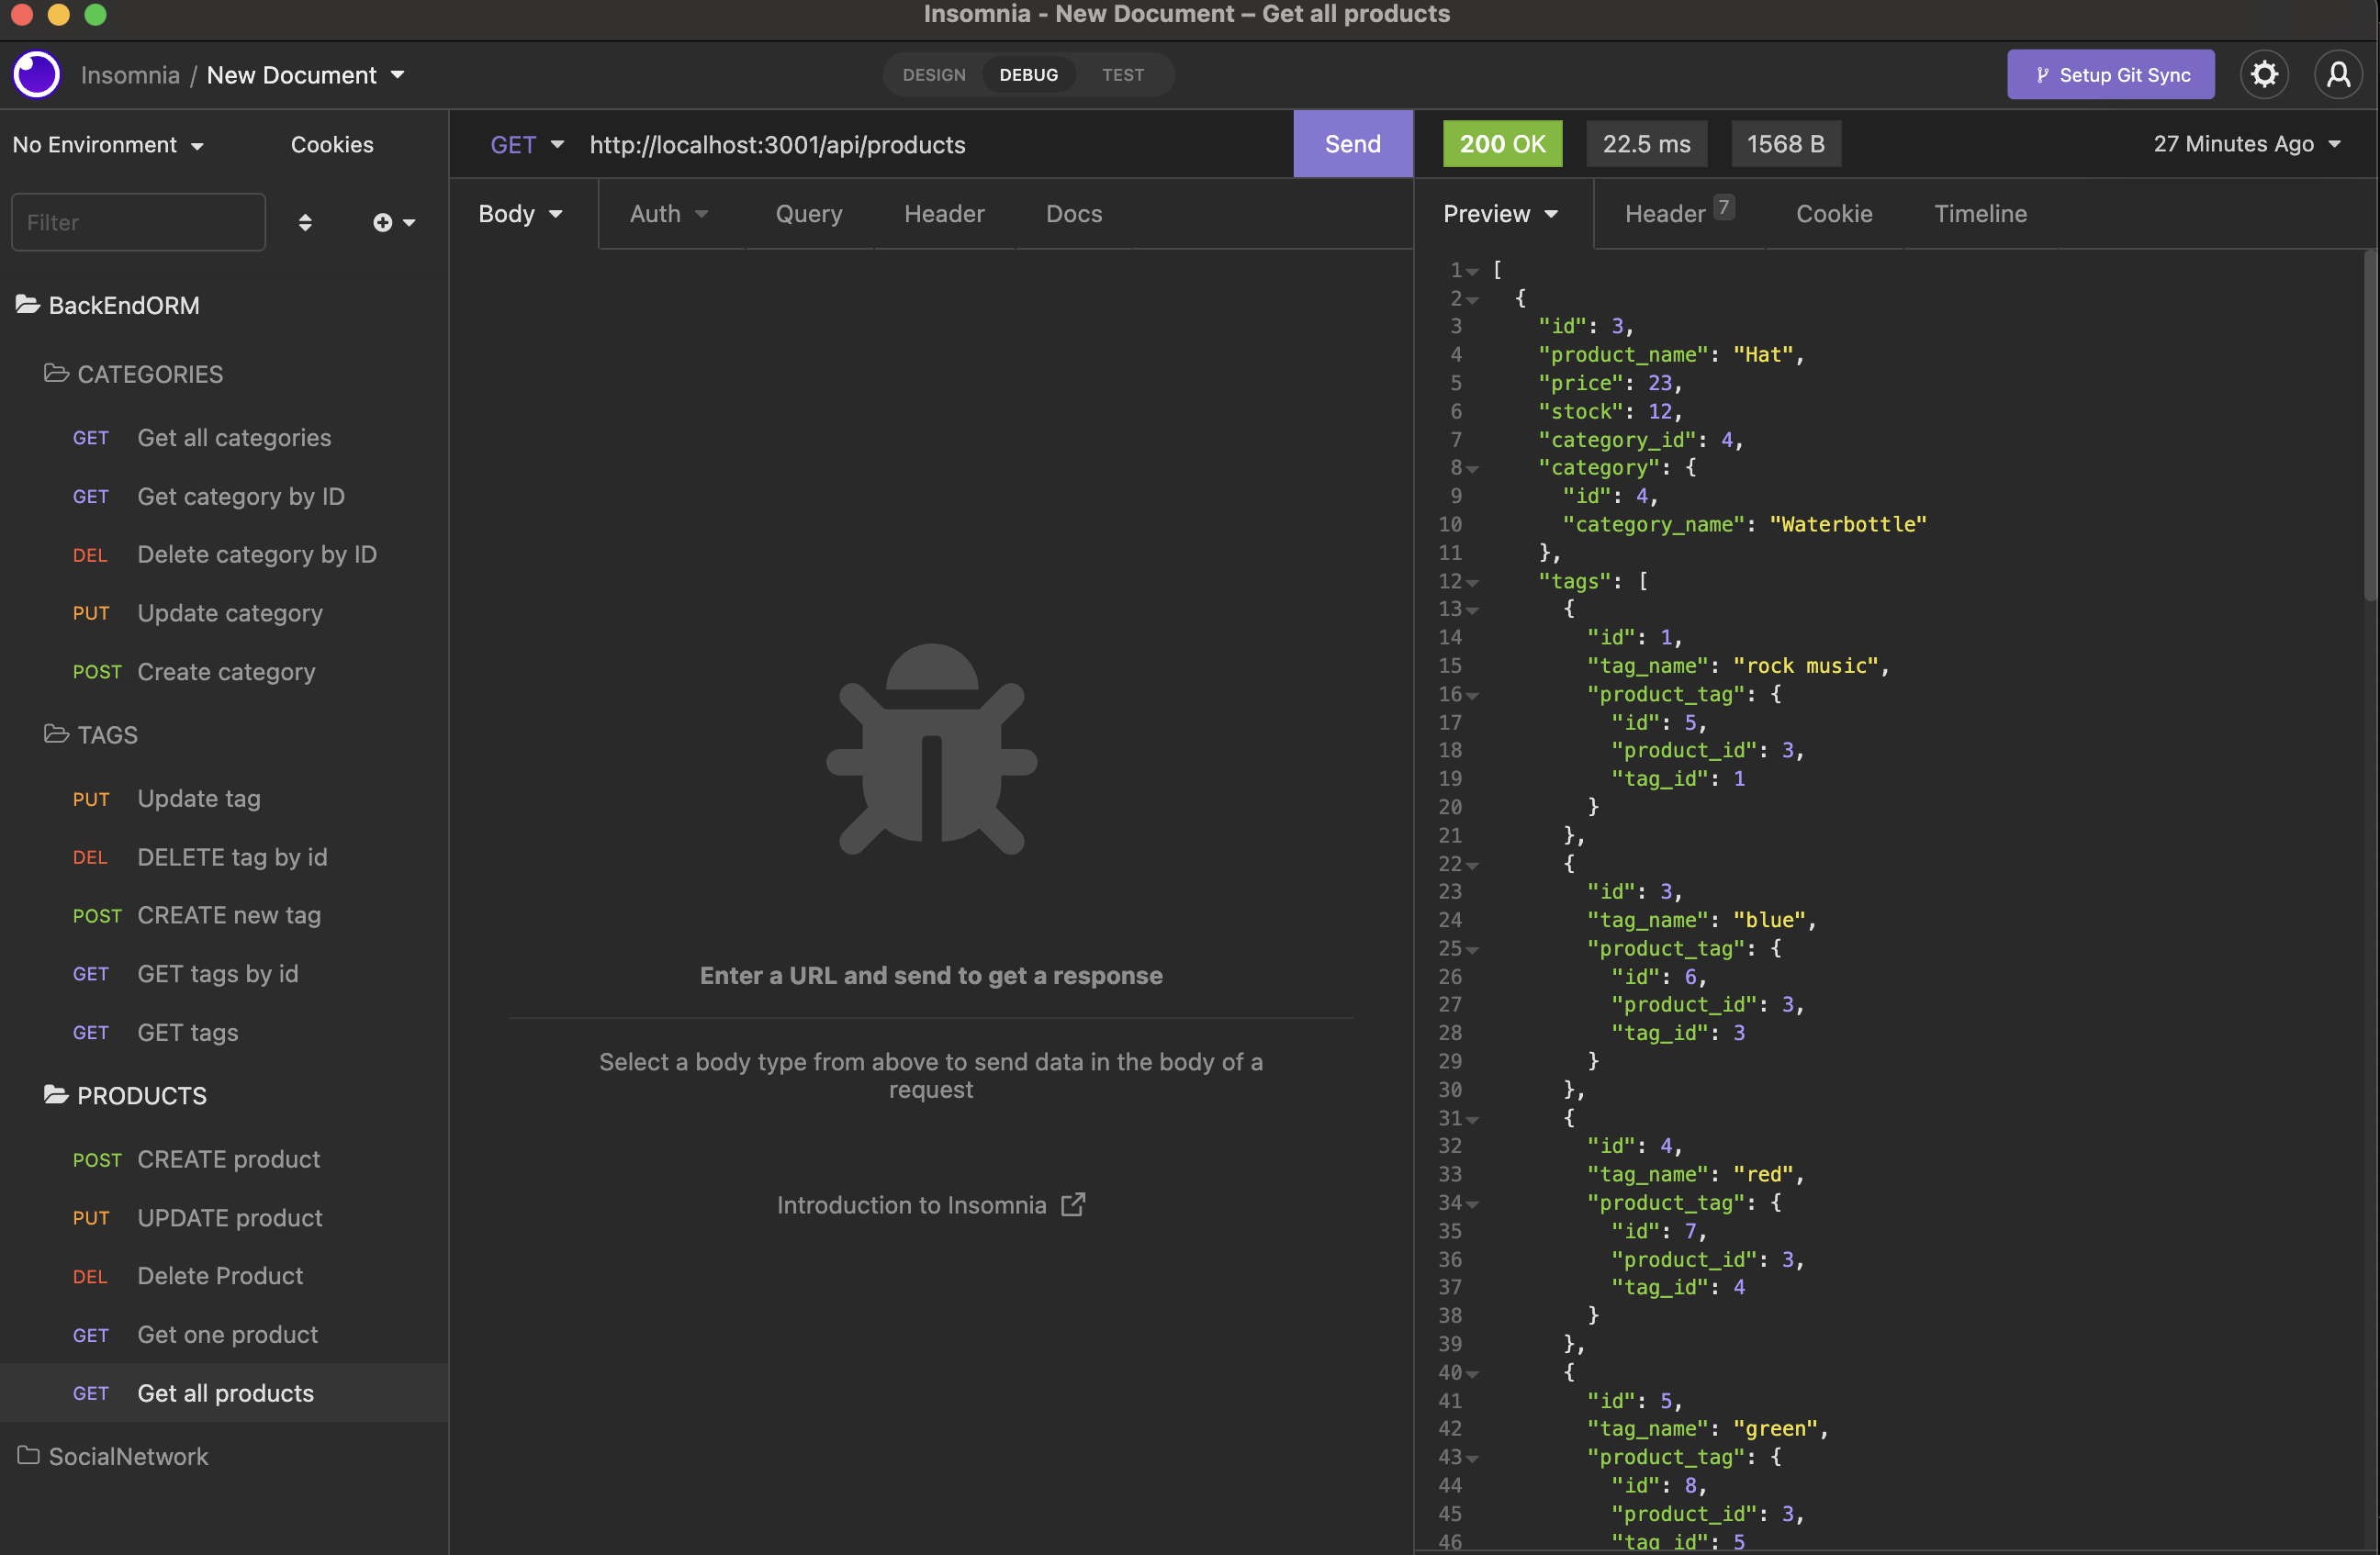 Insomnia - New Document – Get all products
Insomnia / New Document
DESIGN DEBUG TEST
Setup Git Sync
No Environment Cookies
Filter
BackEndORM
CATEGORIES
GET Get all categories
GET Get category by ID
DEL Delete category by ID
PUT Update category
POST Create category
TAGS
PUT Update tag
DEL DELETE tag by id
POST CREATE new tag
GET GET tags by id
GET GET tags
PRODUCTS
POST CREATE product
PUT UPDATE product
DEL Delete Product
GET Get one product
GET Get all products
SocialNetwork
GET http://localhost:3001/api/products Send
Body Auth Query Header Docs
Enter a URL and send to get a response
Select a body type from above to send data in the body of a
request
Introduction to Insomnia
200 OK 22.5 ms 1568 B 27 Minutes Ago
Preview Header 7 Cookie Timeline
1 [
2 {
3 "id": 3,
4 "product_name": "Hat",
5 "price": 23,
6 "stock": 12,
7 "category_id": 4,
8 "category": {
9 "id": 4,
10 "category_name": "Waterbottle"
11 },
12 "tags": [
13 {
14 "id": 1,
15 "tag_name": "rock music",
16 "product_tag": {
17 "id": 5,
18 "product_id": 3,
19 "tag_id": 1
20 }
21 },
22 {
23 "id": 3,
24 "tag_name": "blue",
25 "product_tag": {
26 "id": 6,
27 "product_id": 3,
28 "tag_id": 3
29 }
30 },
31 {
32 "id": 4,
33 "tag_name": "red",
34 "product_tag": {
35 "id": 7,
36 "product_id": 3,
37 "tag_id": 4
38 }
39 },
40 {
41 "id": 5,
42 "tag_name": "green",
43 "product_tag": {
44 "id": 8,
45 "product_id": 3,
46 "tag_id": 5